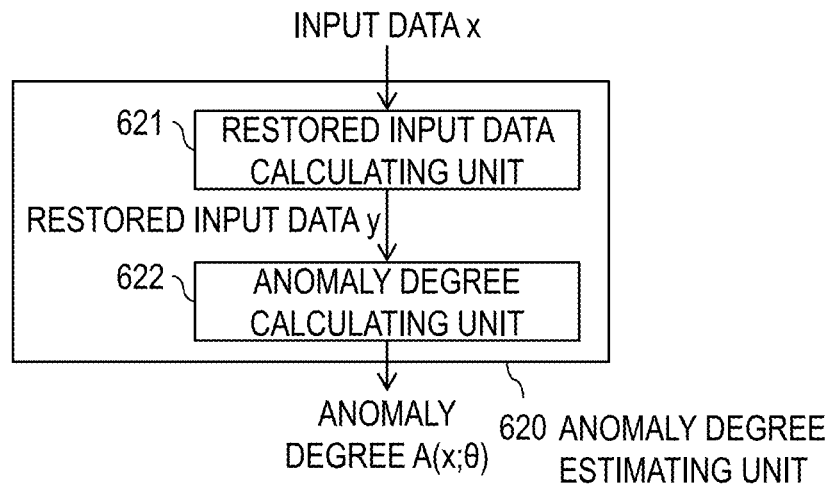 INPUT DATA x
621
RESTORED INPUT DATA
CALCULATING UNIT
RESTORED INPUT DATA y
622
ANOMALY DEGREE
CALCULATING UNIT
ANOMALY
DEGREE A(x;θ)
620 ANOMALY DEGREE
ESTIMATING UNIT